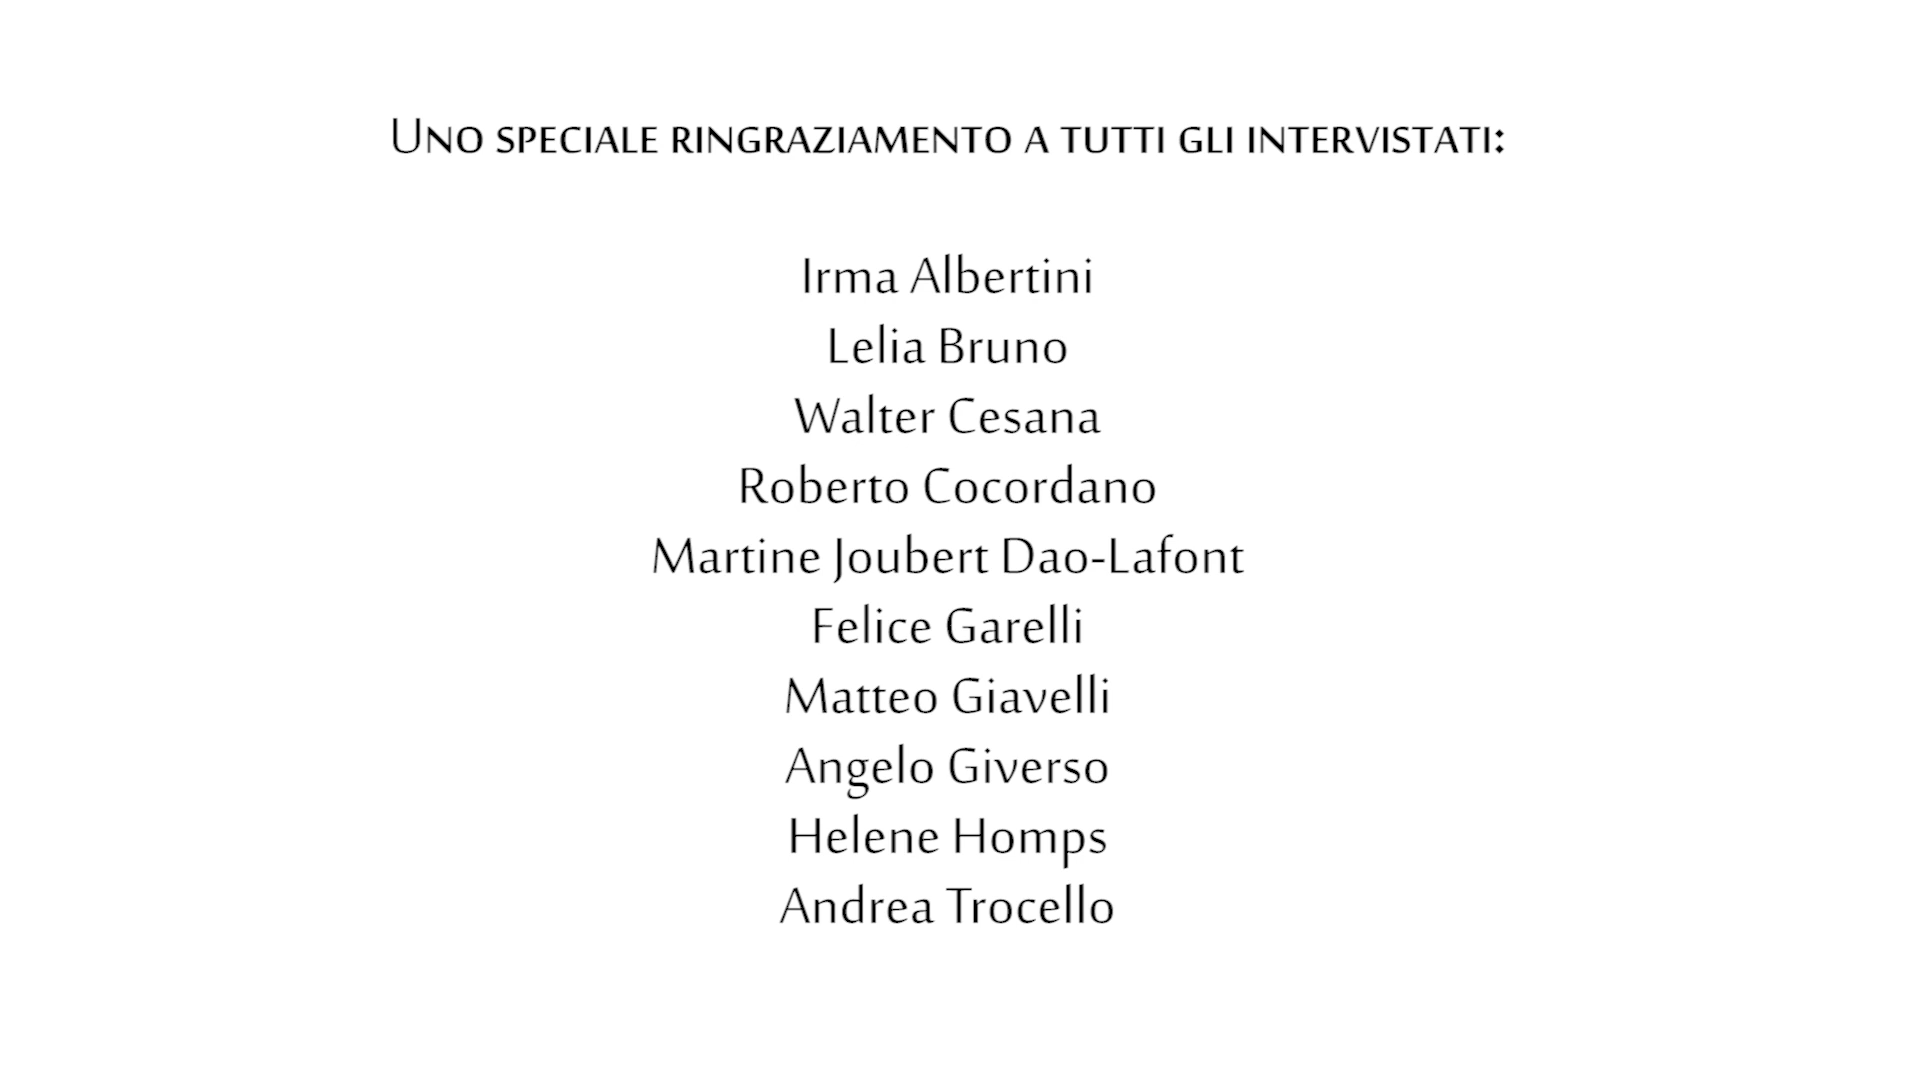 Uno speciale ringraziamento a tutti gli intervistati:
Irma Albertini
Lelia Bruno
Walter Cesana
Roberto Cocordano
Martine Joubert Dao-Lafont
Felice Garelli
Matteo Giavelli
Angelo Giverso
Helene Homps
Andrea Trocello